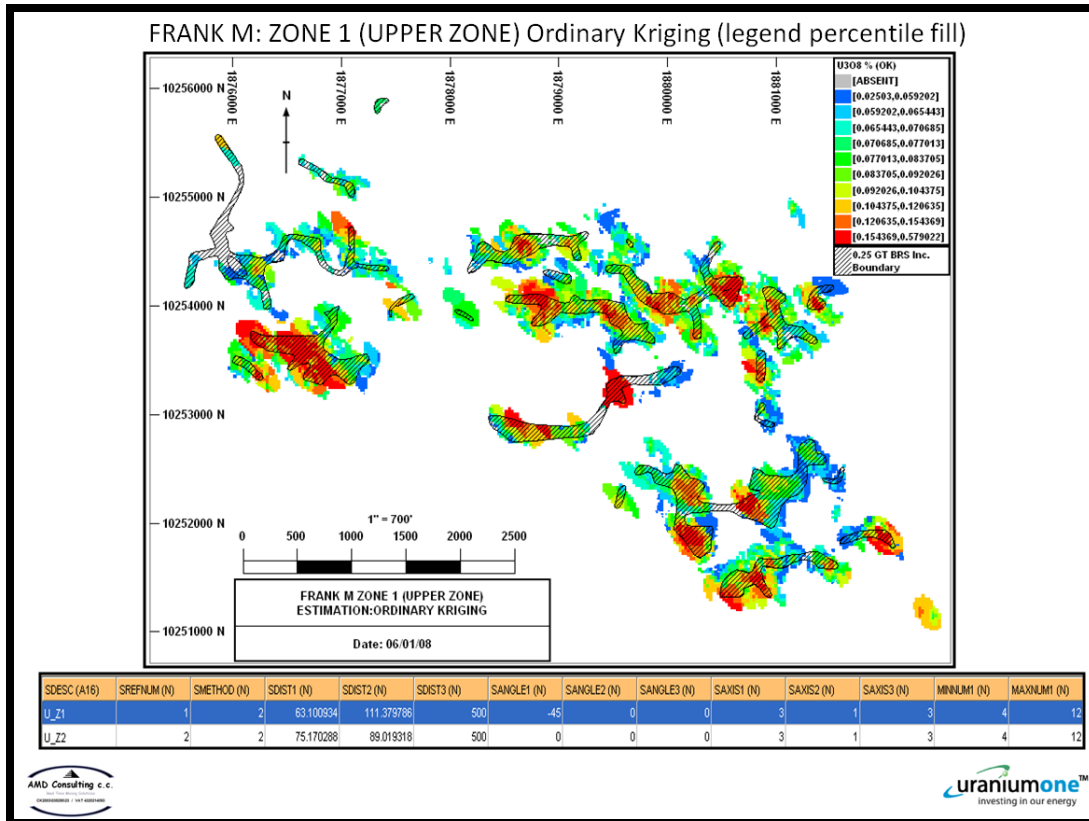 FRANK M: ZONE 1 (UPPER ZONE) Ordinary Kriging (legend percentile fill)
1876000 E
1877000 E
1878000 E
1879000 E
1880000 E
1881000 E
10256000 N
10255000 N
10254000 N
10253000 N
10252000 N
10251000 N
N
U3O8 % (OK)
[ABSENT]
[0.02503,0.059202]
[0.059202,0.065443]
[0.065443,0.070685]
[0.070685,0.077013]
[0.077013,0.083705]
[0.083705,0.092026]
[0.092026,0.104375]
[0.104375,0.120635]
[0.120635,0.154369]
[0.154369,0.579022]
0.25 GT BRS Inc.
Boundary
1" = 700'
0 500 1000 1500 2000 2500
FRANK M ZONE 1 (UPPER ZONE)
ESTIMATION:ORDINARY KRIGING
Date: 06/01/08
SDESC (A16) SREFNUM (N) SMETHOD (N) SDIST1 (N) SDIST2 (N) SDIST3 (N) SANGLE1 (N) SANGLE2 (N) SANGLE3 (N) SAXIS1 (N) SAXIS2 (N) SAXIS3 (N) MINNUM1 (N) MAXNUM1 (N)
U_Z1 1 2 63.100934 111.379786 500 -45 0 0 3 1 3 4 12
U_Z2 2 2 75.170288 89.019318 500 0 0 0 3 1 3 4 12
AMD Consulting c.c.
uraniumone™
investing in our energy